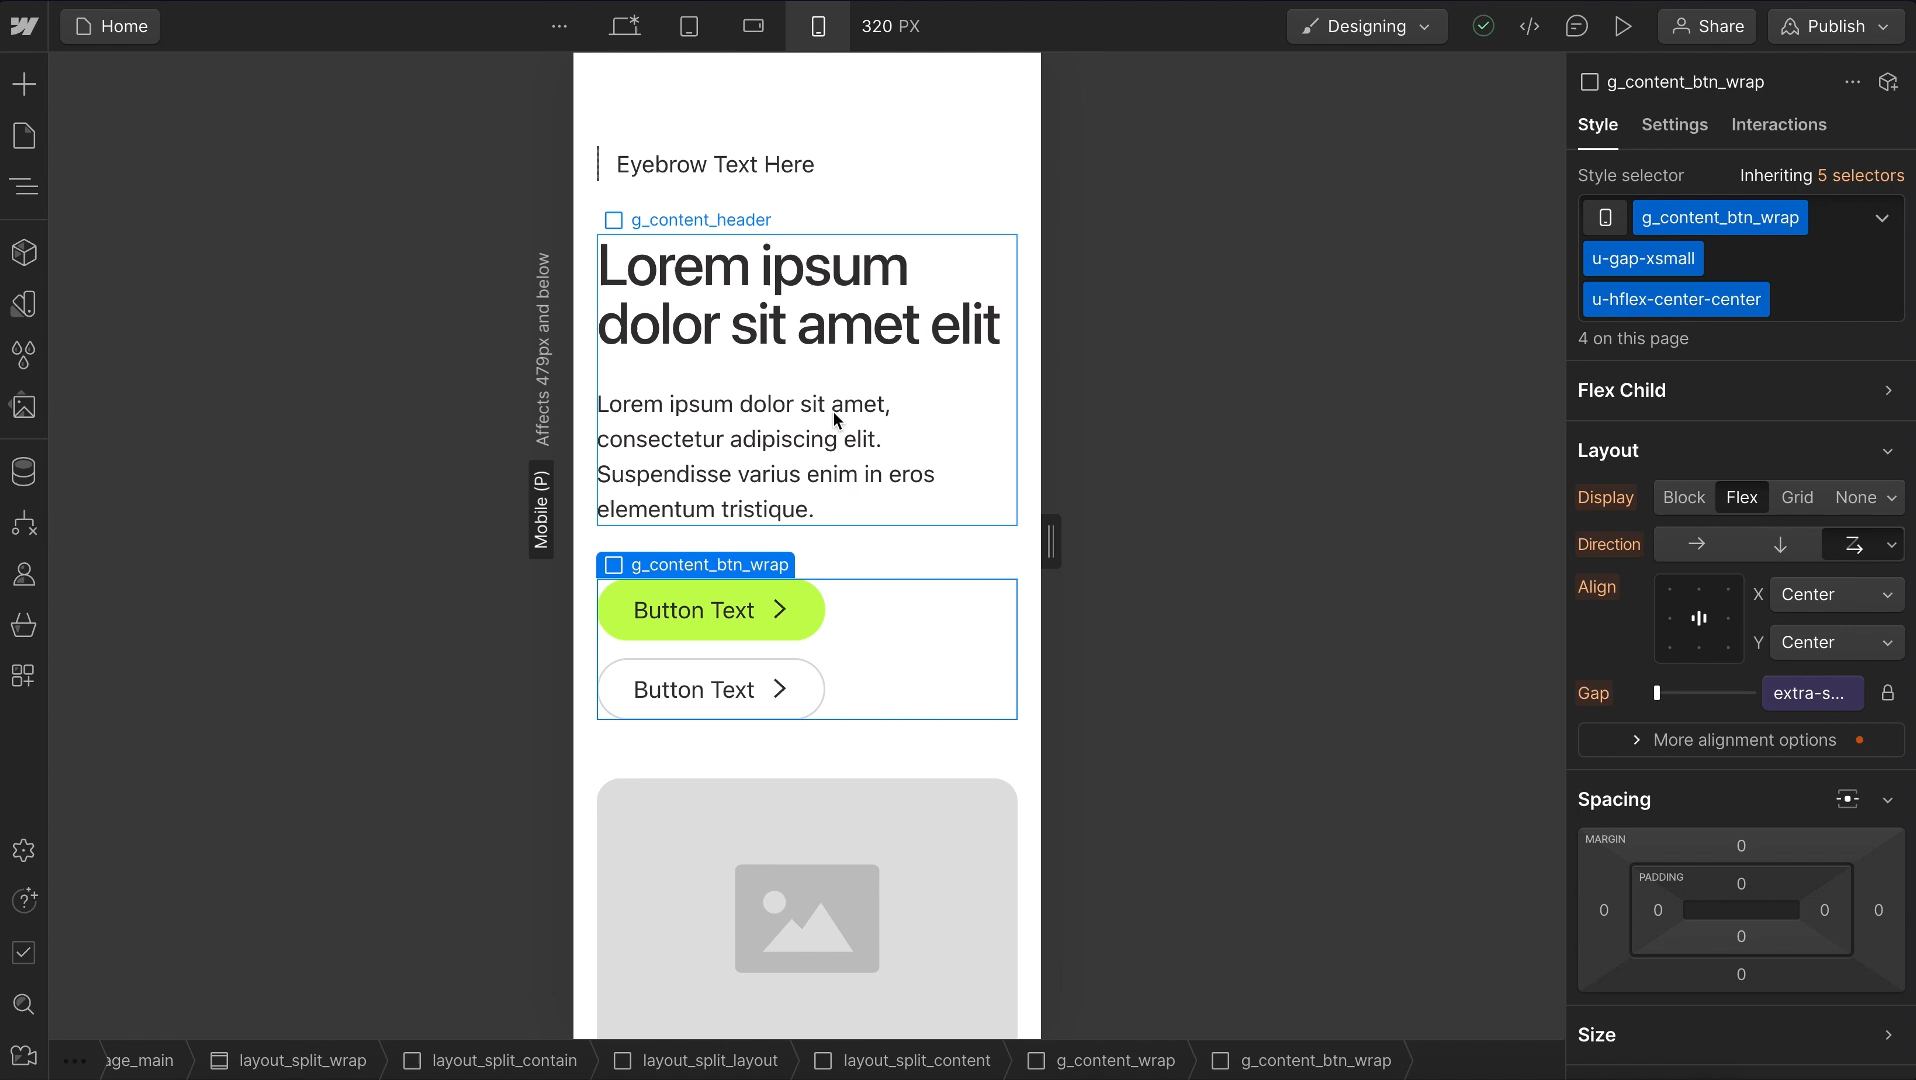 Home
320 PX
Designing
Share
Publish
Affects 479px and below
Mobile (P)
Eyebrow Text Here
g_content_header
Lorem ipsum
dolor sit amet elit
Lorem ipsum dolor sit amet,
consectetur adipiscing elit.
Suspendisse varius enim in eros
elementum tristique.
g_content_btn_wrap
Button Text
Button Text
g_content_btn_wrap
Style Settings Interactions
Style selector Inheriting 5 selectors
g_content_btn_wrap
u-gap-xsmall
u-hflex-center-center
4 on this page
Flex Child
Layout
Display Block Flex Grid None
Direction
Align X Center
Y Center
Gap extra-s...
More alignment options
Spacing
MARGIN 0
PADDING 0
0 0 0 0
0
0
Size
age_main layout_split_wrap layout_split_contain layout_split_layout layout_split_content g_content_wrap g_content_btn_wrap